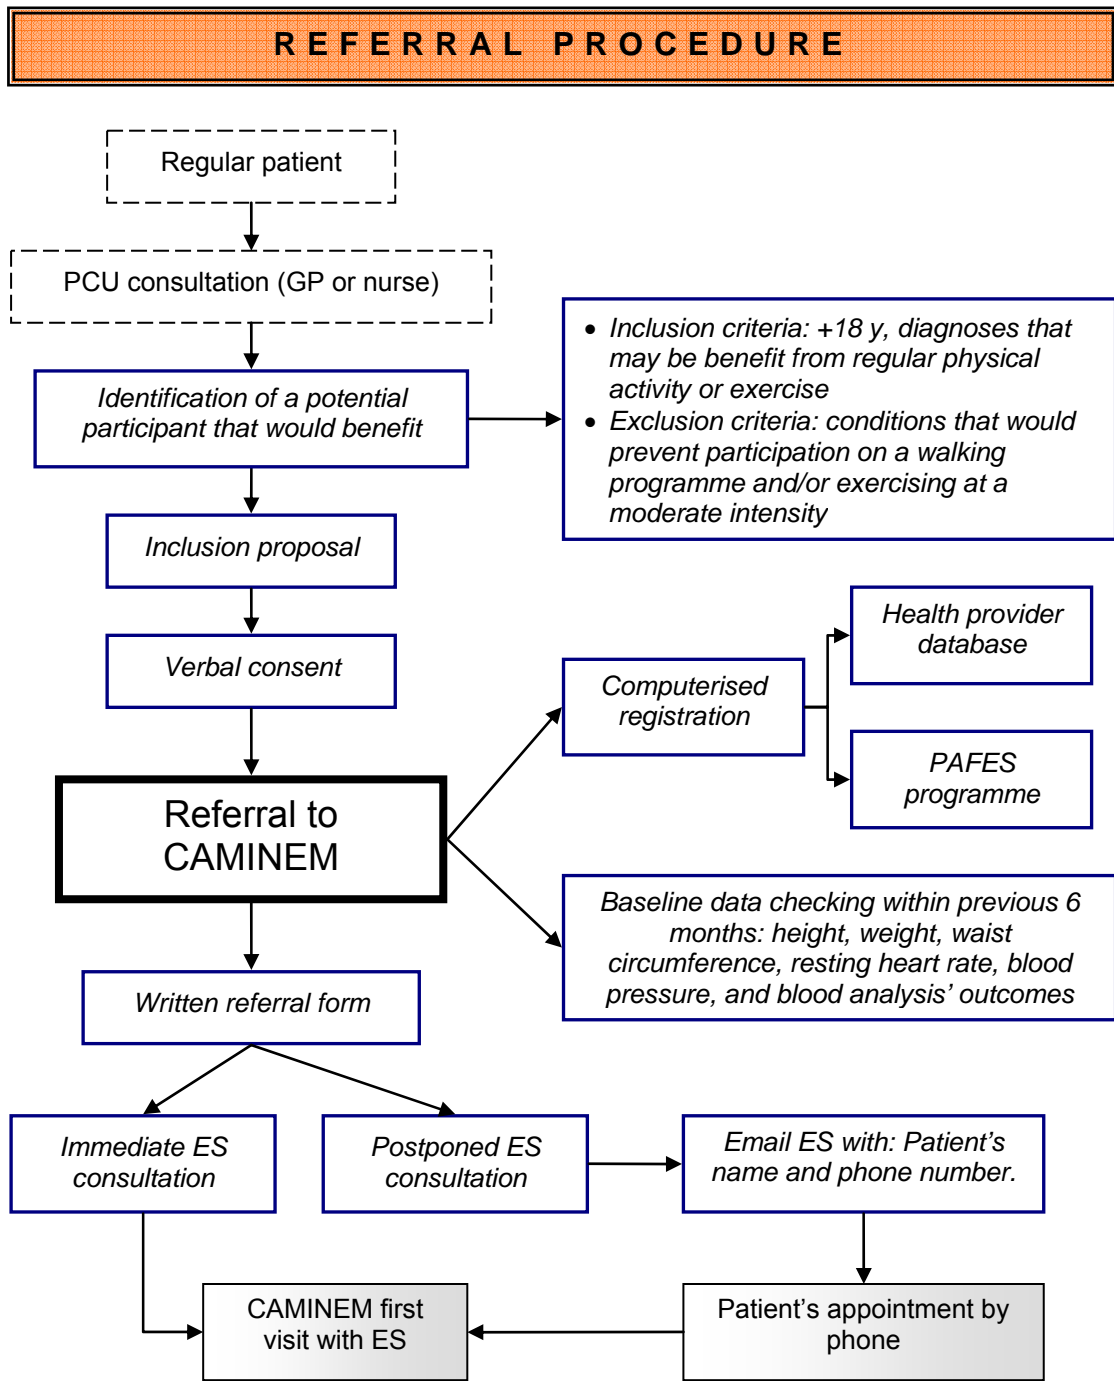 REFERRAL PROCEDURE
Regular patient
PCU consultation (GP or nurse)
• Inclusion criteria: +18 y, diagnoses that
may be benefit from regular physical
activity or exercise
• Exclusion criteria: conditions that would
prevent participation on a walking
programme and/or exercising at a
moderate intensity
Identification of a potential
participant that would benefit
Inclusion proposal
Verbal consent
Health provider
database
Computerised
registration
PAFES
programme
Referral to
CAMINEM
Baseline data checking within previous 6
months: height, weight, waist
circumference, resting heart rate, blood
pressure, and blood analysis’ outcomes
Written referral form
Immediate ES
consultation
Postponed ES
consultation
Email ES with: Patient’s
name and phone number.
CAMINEM first
visit with ES
Patient’s appointment by
phone